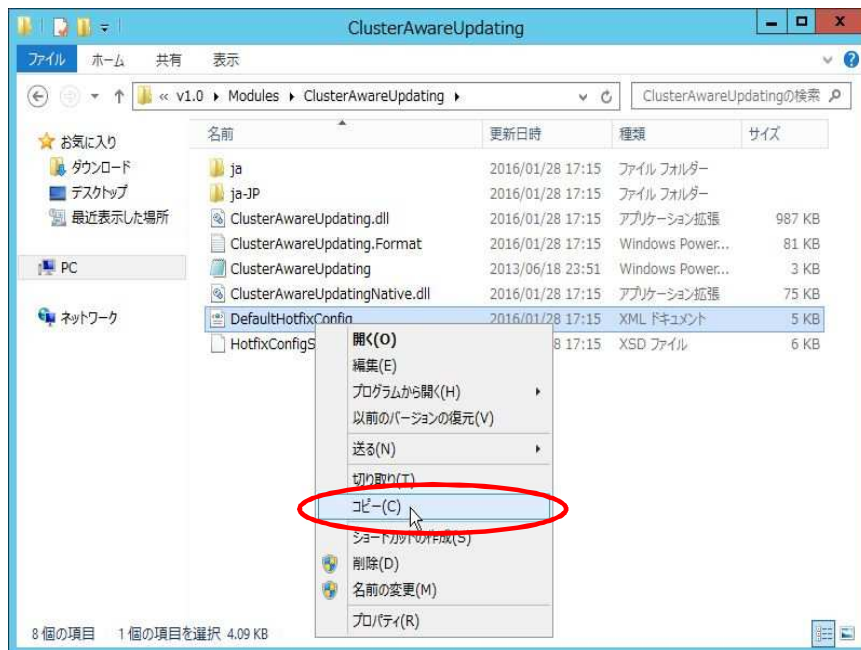 ClusterAwareUpdating
ファイル ホーム 共有 表示
« v1.0 Modules ClusterAwareUpdating ClusterAwareUpdatingの検索
名前 更新日時 種類 サイズ
お気に入り
ダウンロード
デスクトップ
最近表示した場所
PC
ネットワーク
ja 2016/01/28 17:15 ファイル フォルダー
ja-JP 2016/01/28 17:15 ファイル フォルダー
ClusterAwareUpdating.dll 2016/01/28 17:15 アプリケーション拡張 987 KB
ClusterAwareUpdating.Format 2016/01/28 17:15 Windows Power... 81 KB
ClusterAwareUpdating 2013/06/18 23:51 Windows Power... 3 KB
ClusterAwareUpdatingNative.dll 2016/01/28 17:15 アプリケーション拡張 75 KB
DefaultHotfixConfig 2016/01/28 17:15 XML ドキュメント 5 KB
HotfixConfigS 8 17:15 XSD ファイル 6 KB
開く(O)
編集(E)
プログラムから開く(H)
以前のバージョンの復元(V)
送る(N)
切り取り(T)
コピー(C)
ショートカットの作成(S)
削除(D)
名前の変更(M)
プロパティ(R)
8 個の項目 1 個の項目を選択 4.09 KB